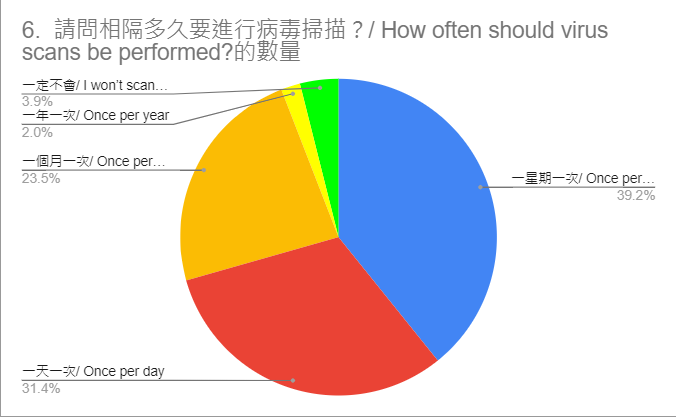 6. 請問相隔多久要進行病毒掃描？/ How often should virus
scans be performed?的數量
一定不會/ I won't scan…
3.9%
一年一次/ Once per year
2.0%
一個月一次/ Once per…
23.5%
一星期一次/ Once per…
39.2%
一天一次/ Once per day
31.4%